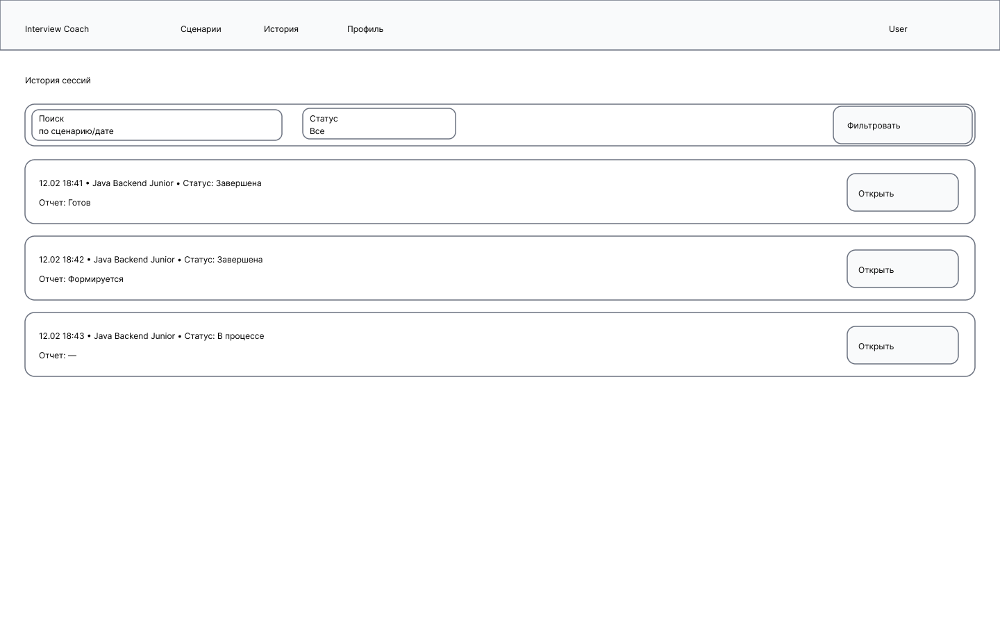 Interview Coach Сценарии История Профиль User
История сессий
Поиск
по сценарию/дате
Статус
Все
Фильтровать
12.02 18:41 • Java Backend Junior • Статус: Завершена
Отчет: Готов
Открыть
12.02 18:42 • Java Backend Junior • Статус: Завершена
Отчет: Формируется
Открыть
12.02 18:43 • Java Backend Junior • Статус: В процессе
Отчет: —
Открыть